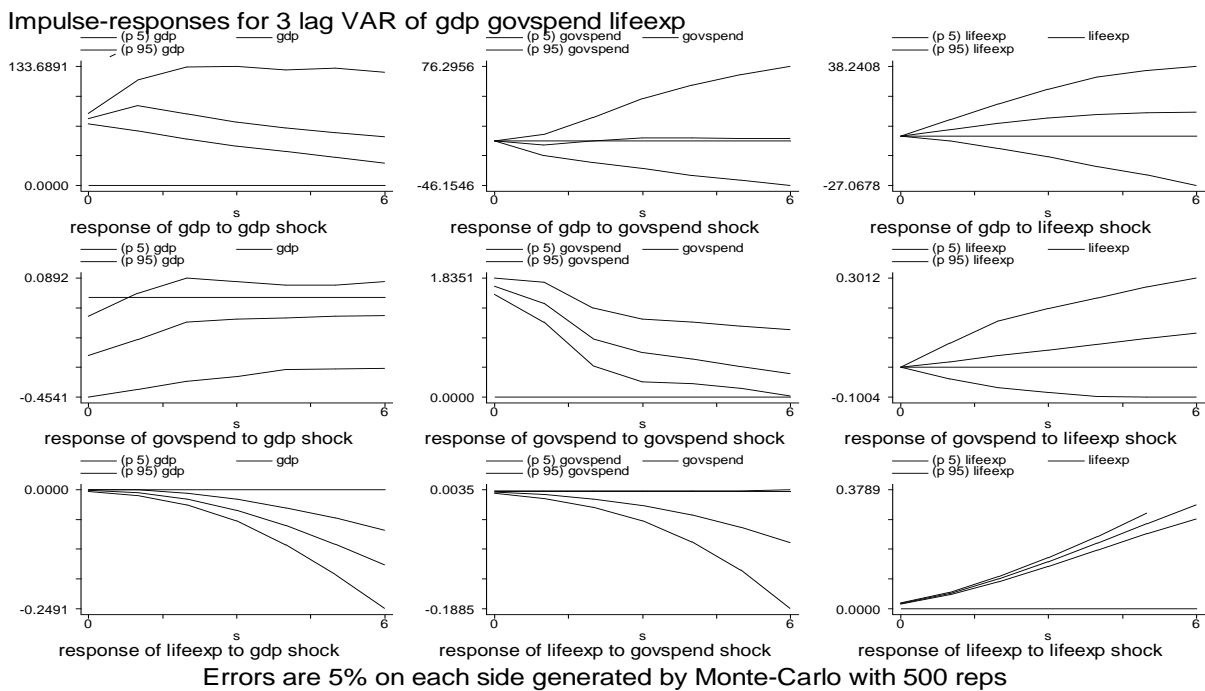 Impulse-responses for 3 lag VAR of gdp govspend lifeexp
(p 5) gdp gdp
(p 95) gdp
133.6891
0.0000
0 6
s
response of gdp to gdp shock
(p 5) govspend govspend
(p 95) govspend
76.2956
-46.1546
0 6
s
response of gdp to govspend shock
(p 5) lifeexp lifeexp
(p 95) lifeexp
38.2408
-27.0678
0 6
s
response of gdp to lifeexp shock
(p 5) gdp gdp
(p 95) gdp
0.0892
-0.4541
0 6
s
response of govspend to gdp shock
(p 5) govspend govspend
(p 95) govspend
1.8351
0.0000
0 6
s
response of govspend to govspend shock
(p 5) lifeexp lifeexp
(p 95) lifeexp
0.3012
-0.1004
0 6
s
response of govspend to lifeexp shock
(p 5) gdp gdp
(p 95) gdp
0.0000
-0.2491
0 6
s
response of lifeexp to gdp shock
(p 5) govspend govspend
(p 95) govspend
0.0035
-0.1885
0 6
s
response of lifeexp to govspend shock
(p 5) lifeexp lifeexp
(p 95) lifeexp
0.3789
0.0000
0 6
s
response of lifeexp to lifeexp shock
Errors are 5% on each side generated by Monte-Carlo with 500 reps